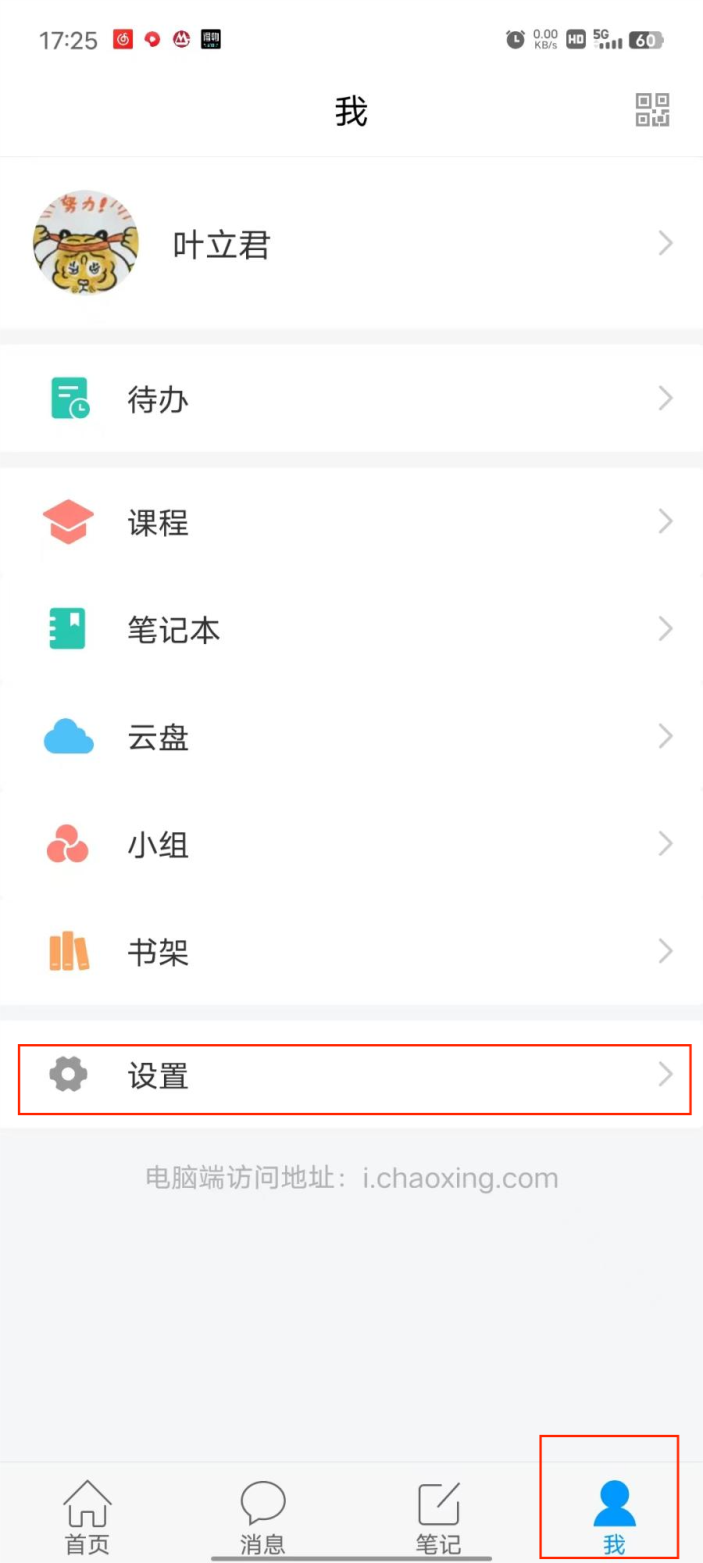 17:25
0.00
KB/s
HD
5G
60
我
努力!
叶立君
待办
课程
笔记本
云盘
小组
书架
设置
电脑端访问地址：i.chaoxing.com
首页
消息
笔记
我